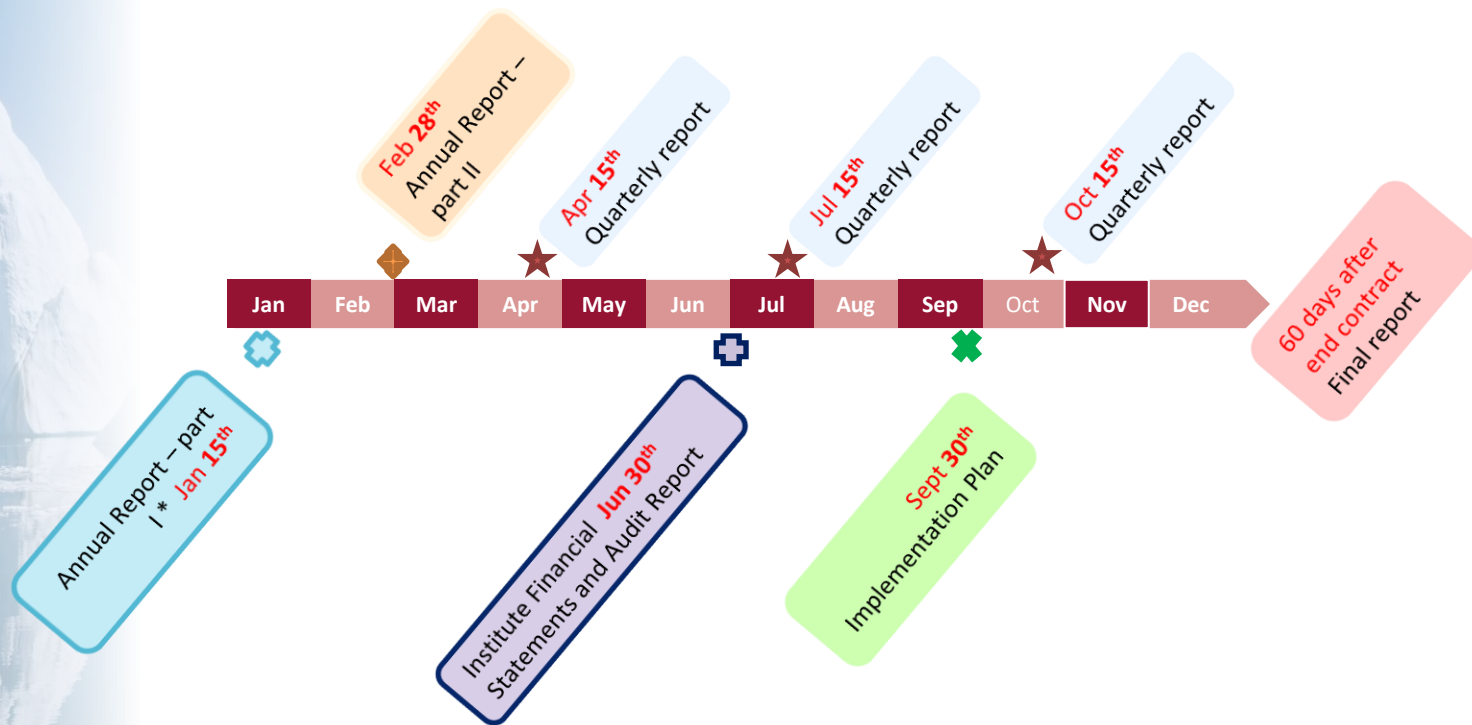 Feb 28th
Annual Report –
part II
Apr 15th
Quarterly report
Jul 15th
Quarterly report
Oct 15th
Quarterly report
Jan Feb Mar Apr May Jun Jul Aug Sep Oct Nov Dec
60 days after
end contract
Final report
Annual Report – part
I * Jan 15th
Institute Financial Jun 30th
Statements and Audit Report
Sept 30th
Implementation Plan